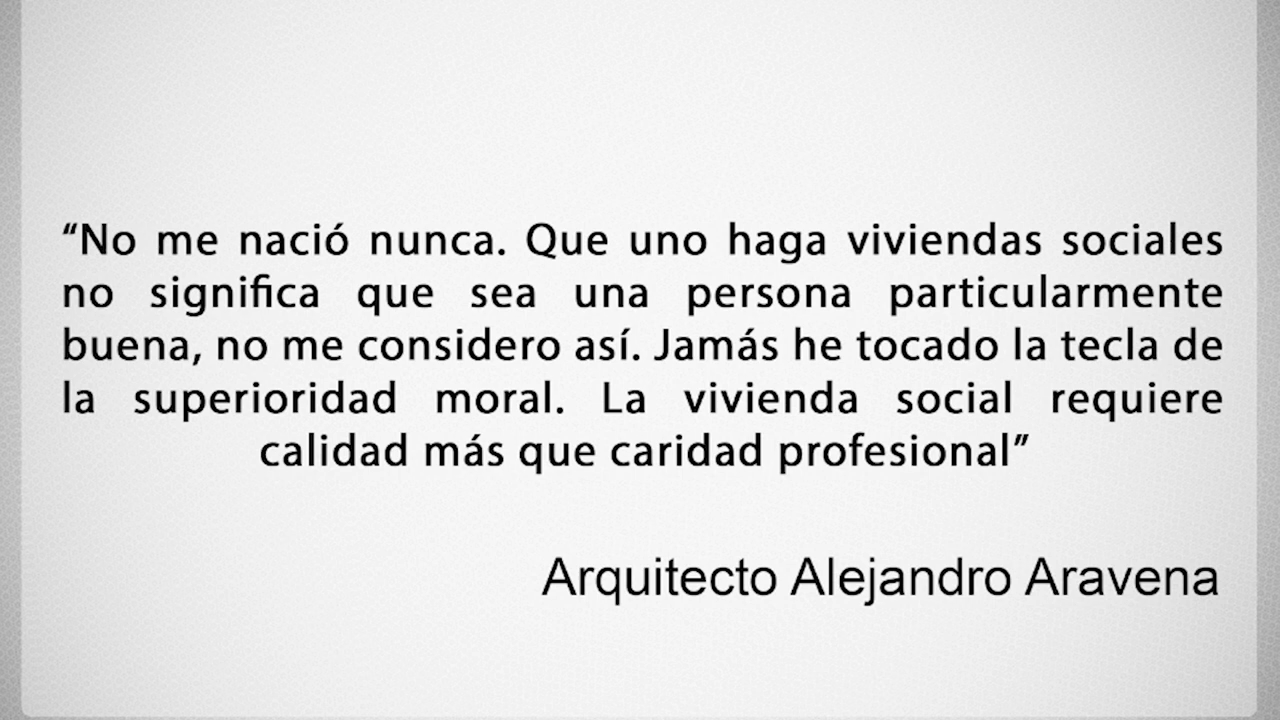 “No me nació nunca. Que uno haga viviendas sociales
no significa que sea una persona particularmente
buena, no me considero así. Jamás he tocado la tecla de
la superioridad moral. La vivienda social requiere
calidad más que caridad profesional”
Arquitecto Alejandro Aravena